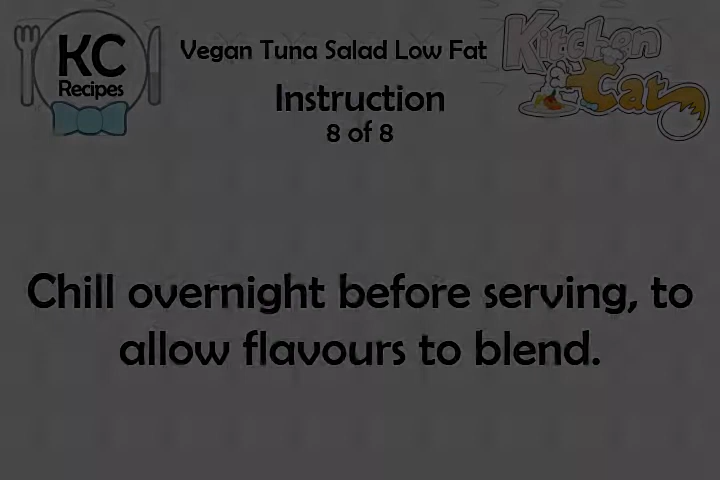 KC
Recipes
Vegan Tuna Salad Low Fat
Kitchen
Cat
Instruction
8 of 8
Chill overnight before serving, to
allow flavours to blend.